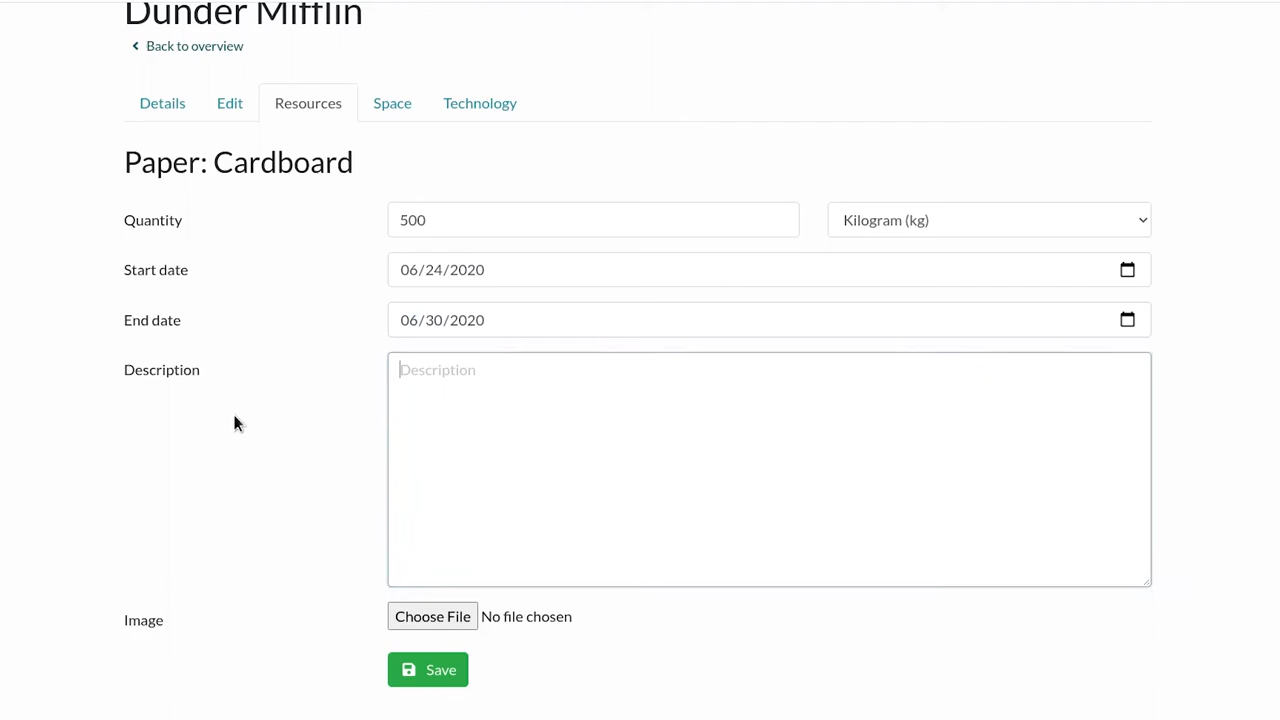 Dunder Mifflin
Back to overview
Details Edit Resources Space Technology
Paper: Cardboard
Quantity 500 Kilogram (kg)
Start date 06/24/2020
End date 06/30/2020
Description Description
Image Choose File No file chosen
Save